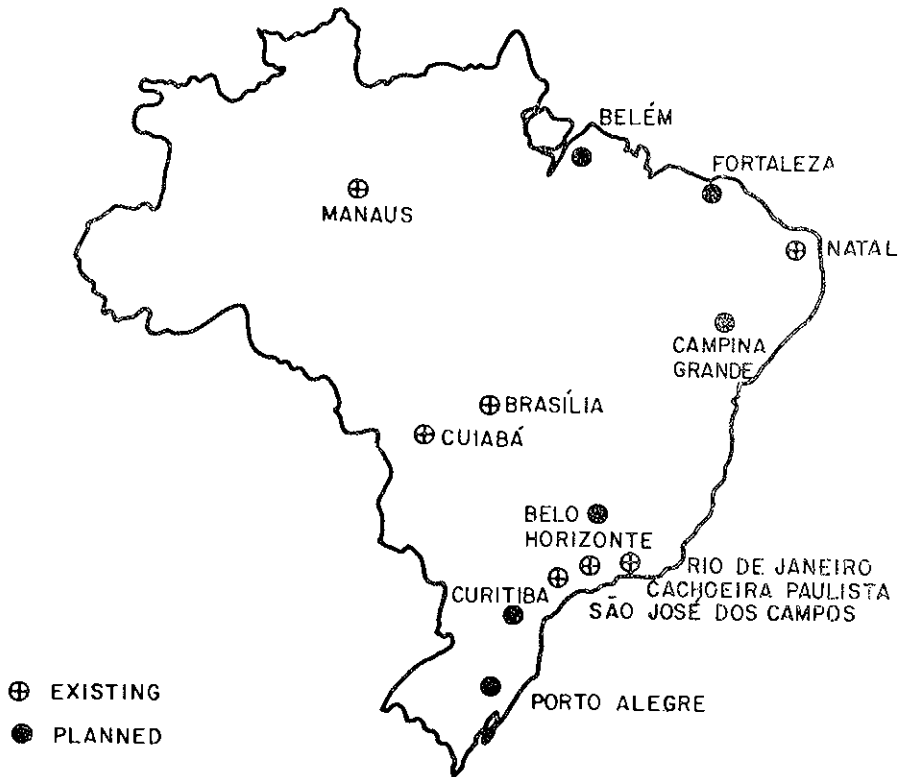 BELÉM
FORTALEZA
MANAUS
NATAL
CAMPINA
GRANDE
BRASÍLIA
CUIABÁ
BELO
HORIZONTE
RIO DE JANEIRO
CACHOEIRA PAULISTA
CURITIBA
SÃO JOSÉ DOS CAMPOS
EXISTING
PORTO ALEGRE
PLANNED